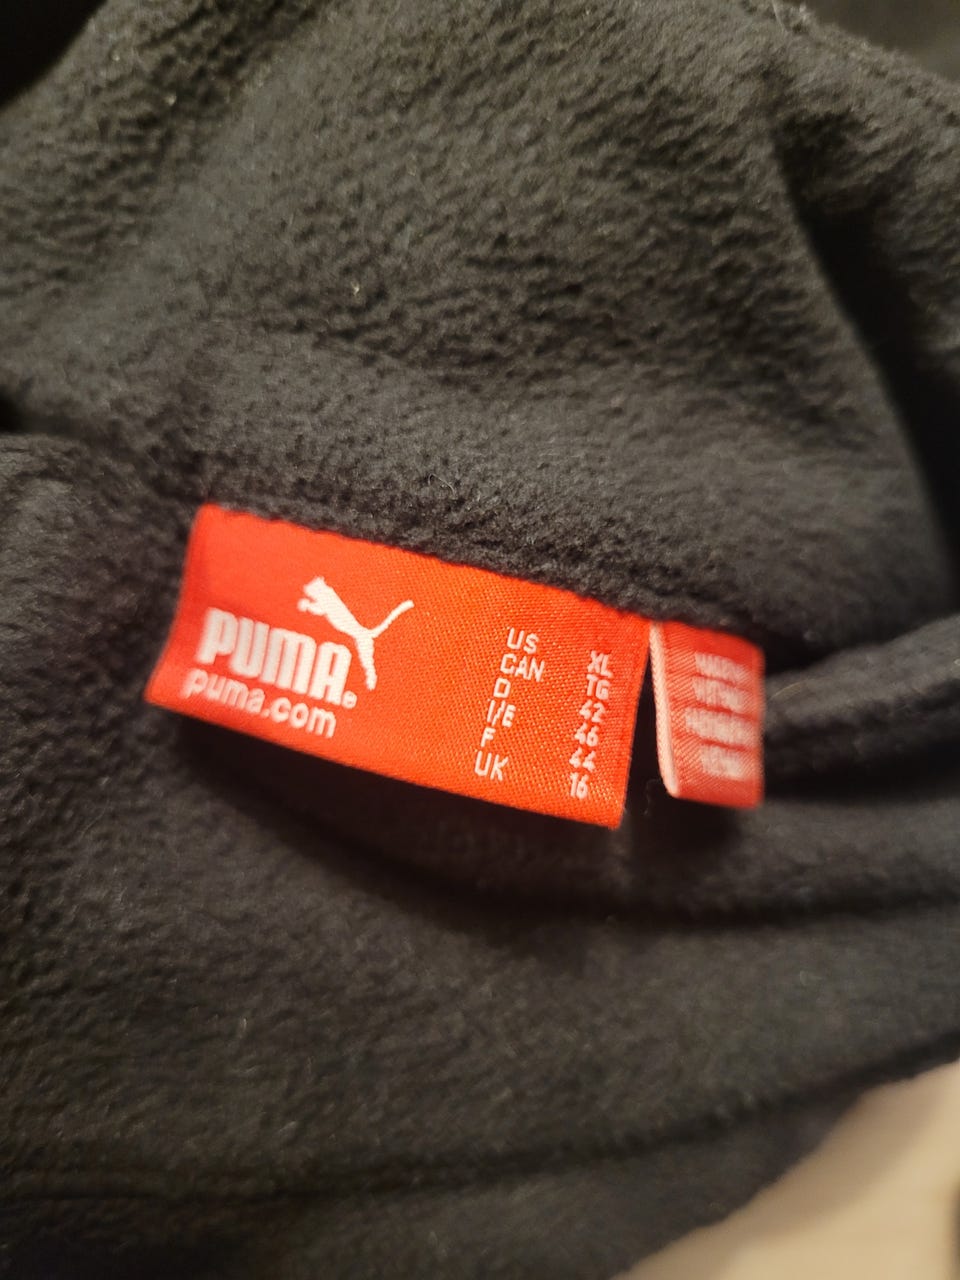 PUMA®
puma.com
US XL
CAN TG
D 42
I/E 46
F 44
UK 16